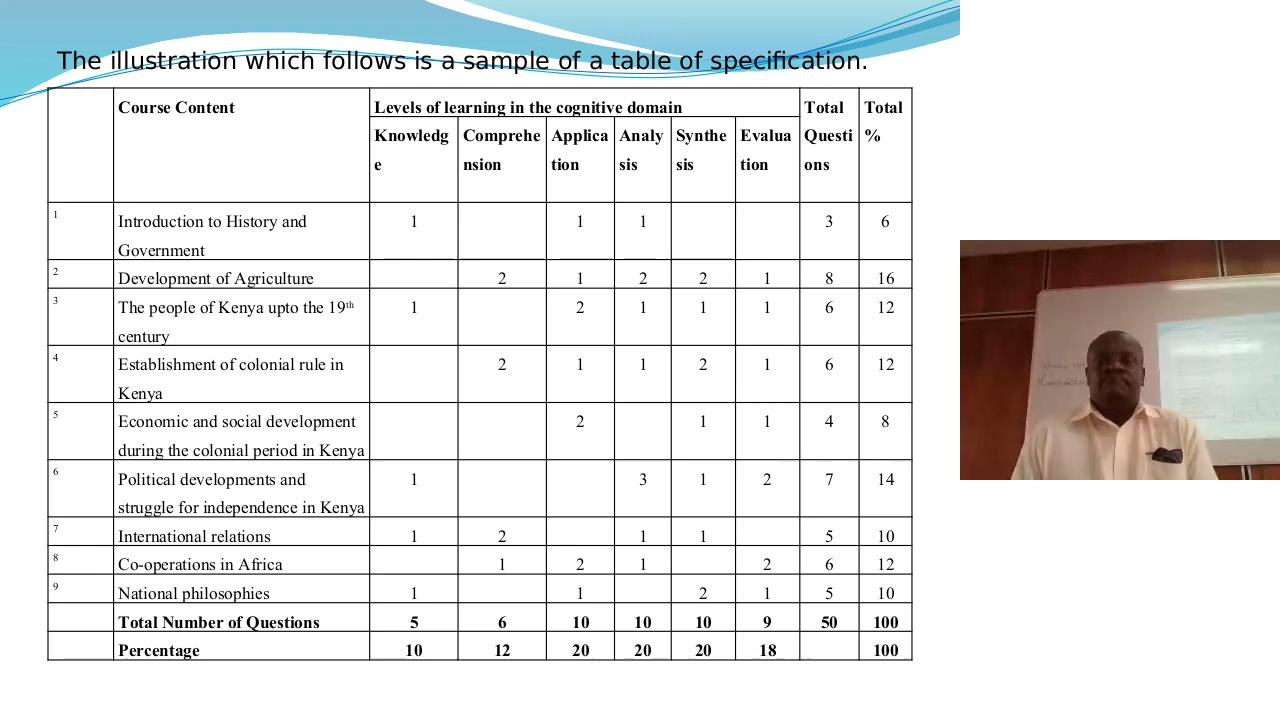 The illustration which follows is a sample of a table of specification.
Course Content Levels of learning in the cognitive domain Total Total
Knowledg Comprehe Applica Analy Synthe Evalua Questi %
e nsion tion sis sis tion ons
1 Introduction to History and 1 1 1 3 6
Government
2 Development of Agriculture 2 1 2 2 1 8 16
3 The people of Kenya upto the 19th 1 2 1 1 1 6 12
century
4 Establishment of colonial rule in 2 1 1 2 1 6 12
Kenya
5 Economic and social development 2 1 1 4 8
during the colonial period in Kenya
6 Political developments and 1 3 1 2 7 14
struggle for independence in Kenya
7 International relations 1 2 1 1 5 10
8 Co-operations in Africa 1 2 1 2 6 12
9 National philosophies 1 1 2 1 5 10
Total Number of Questions 5 6 10 10 10 9 50 100
Percentage 10 12 20 20 20 18 100